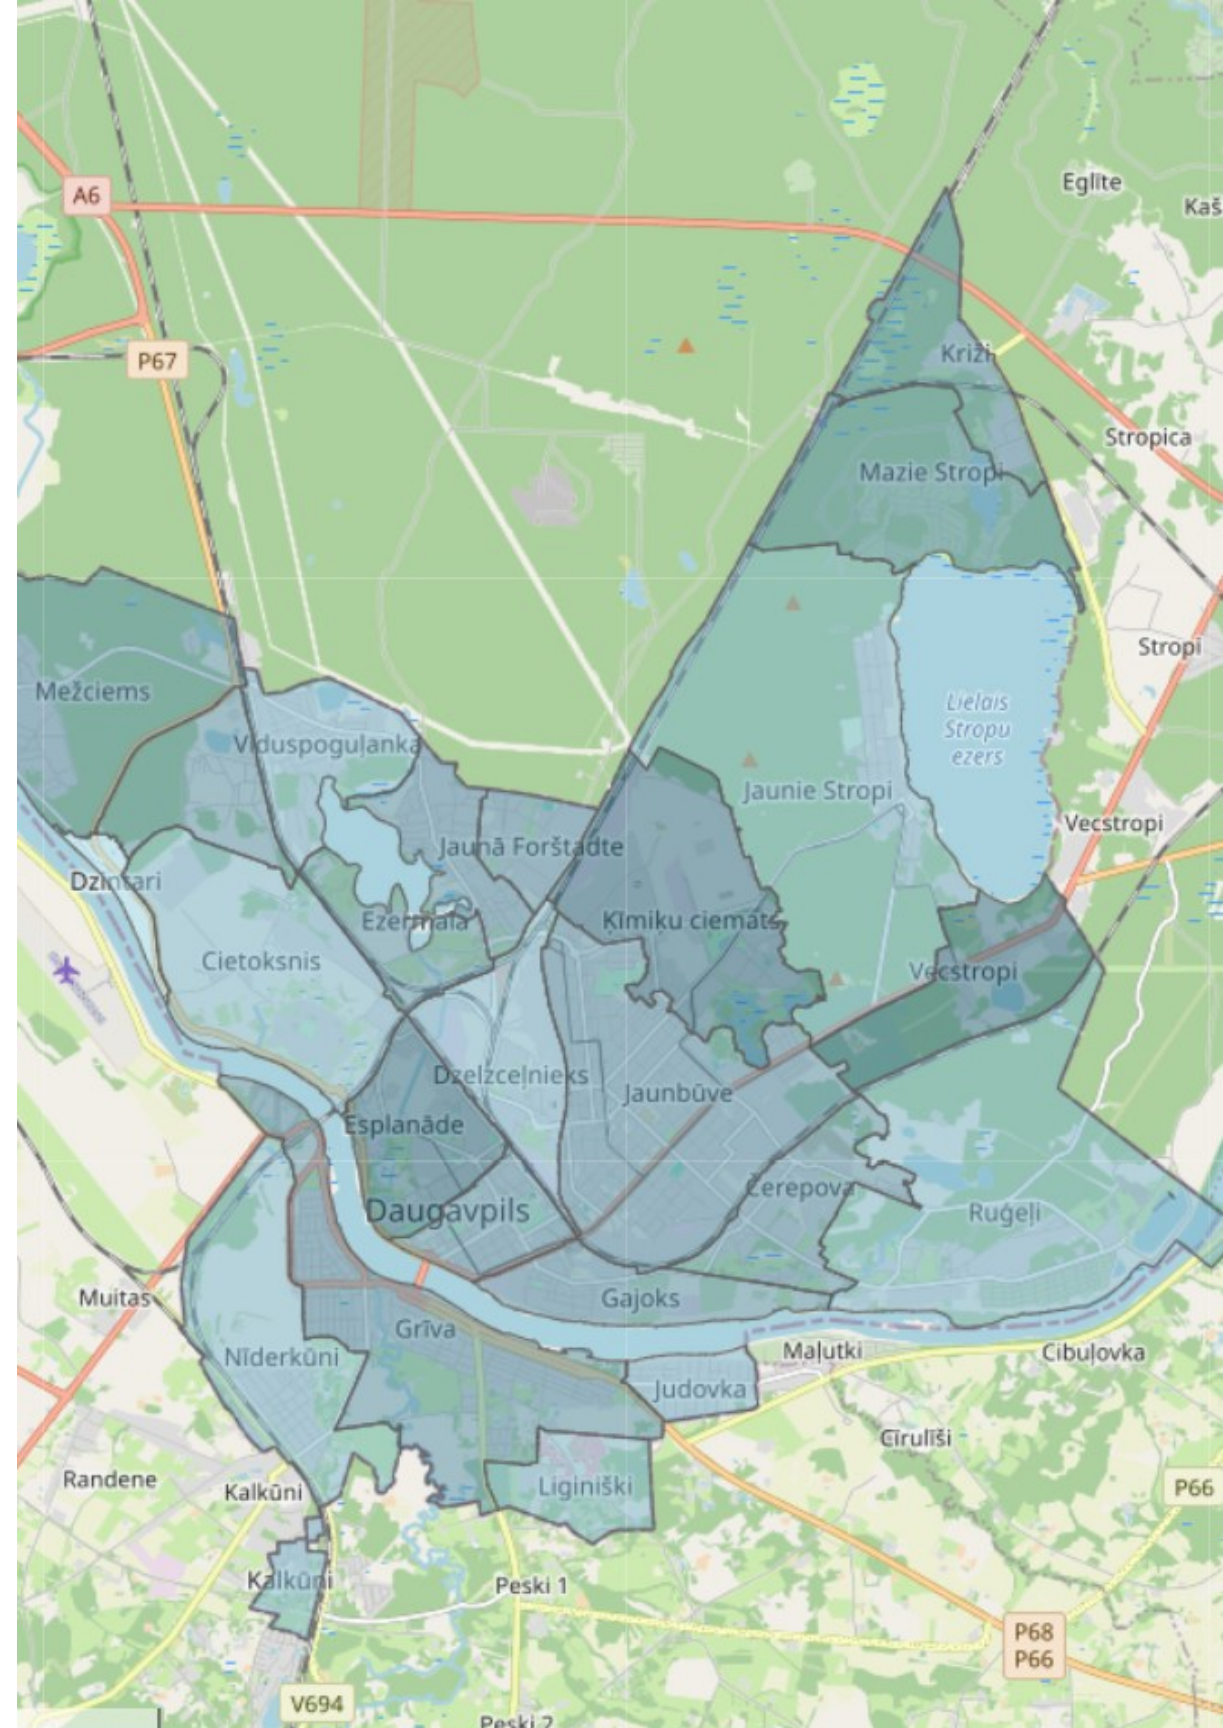 Eglīte
A6
Kaš
P67
Križi
Stropica
Mazie Stropi
Stropi
Mežciems
Lielais
Stropu
ezers
Viduspoguļanka
Jaunie Stropi
Vecstropi
Jaunā Forštadte
Dzintari
Ezermala
Ķīmiku ciemats
Cietoksnis
Vecstropi
Dzelzceļnieks
Jaunbūve
Esplanāde
Čerepova
Daugavpils
Ruģeļi
Muitas
Gajoks
Grīva
Nīderkūni
Maļutki
Cibuļovka
Judovka
Cīrulīši
Randene
Kalkūni
Liginiški
P66
Kalkūni
Peski 1
P68
P66
V694
Peski 2